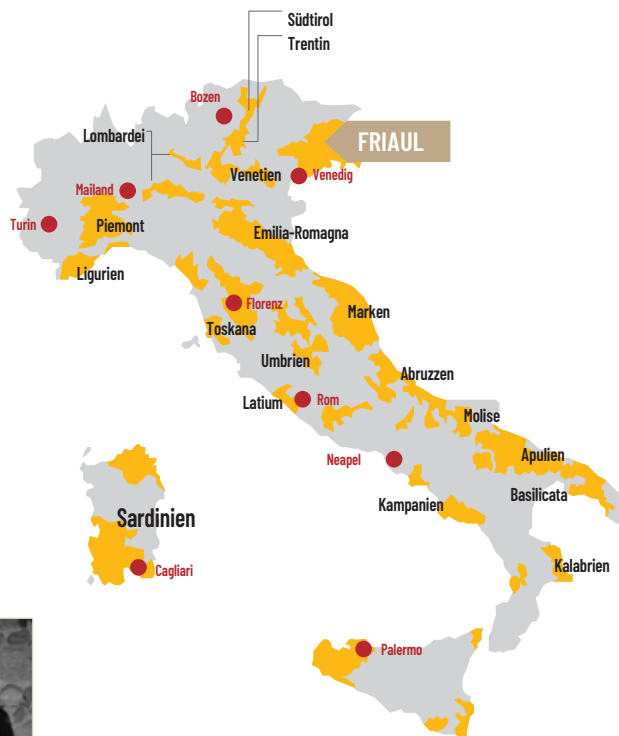 Südtirol
Trentin
Bozen
Lombardei
FRIAUL
Venetien
Venedig
Mailand
Turin
Piemont
Emilia-Romagna
Ligurien
Florenz
Marken
Toskana
Umbrien
Abruzzen
Latium
Rom
Molise
Neapel
Apulien
Basilicata
Kampanien
Sardinien
Kalabrien
Cagliari
Palermo